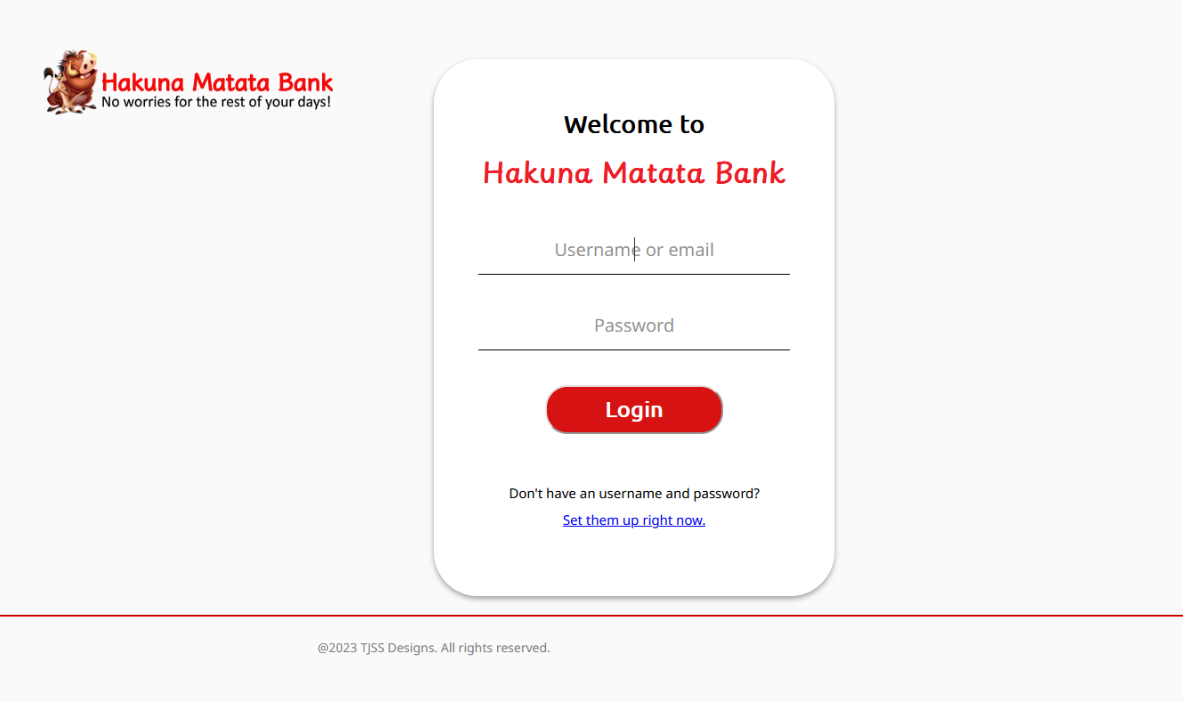 Hakuna Matata Bank
No worries for the rest of your days!
Welcome to
Hakuna Matata Bank
Username or email
Password
Login
Don't have an username and password?
Set them up right now.
@2023 TJSS Designs. All rights reserved.